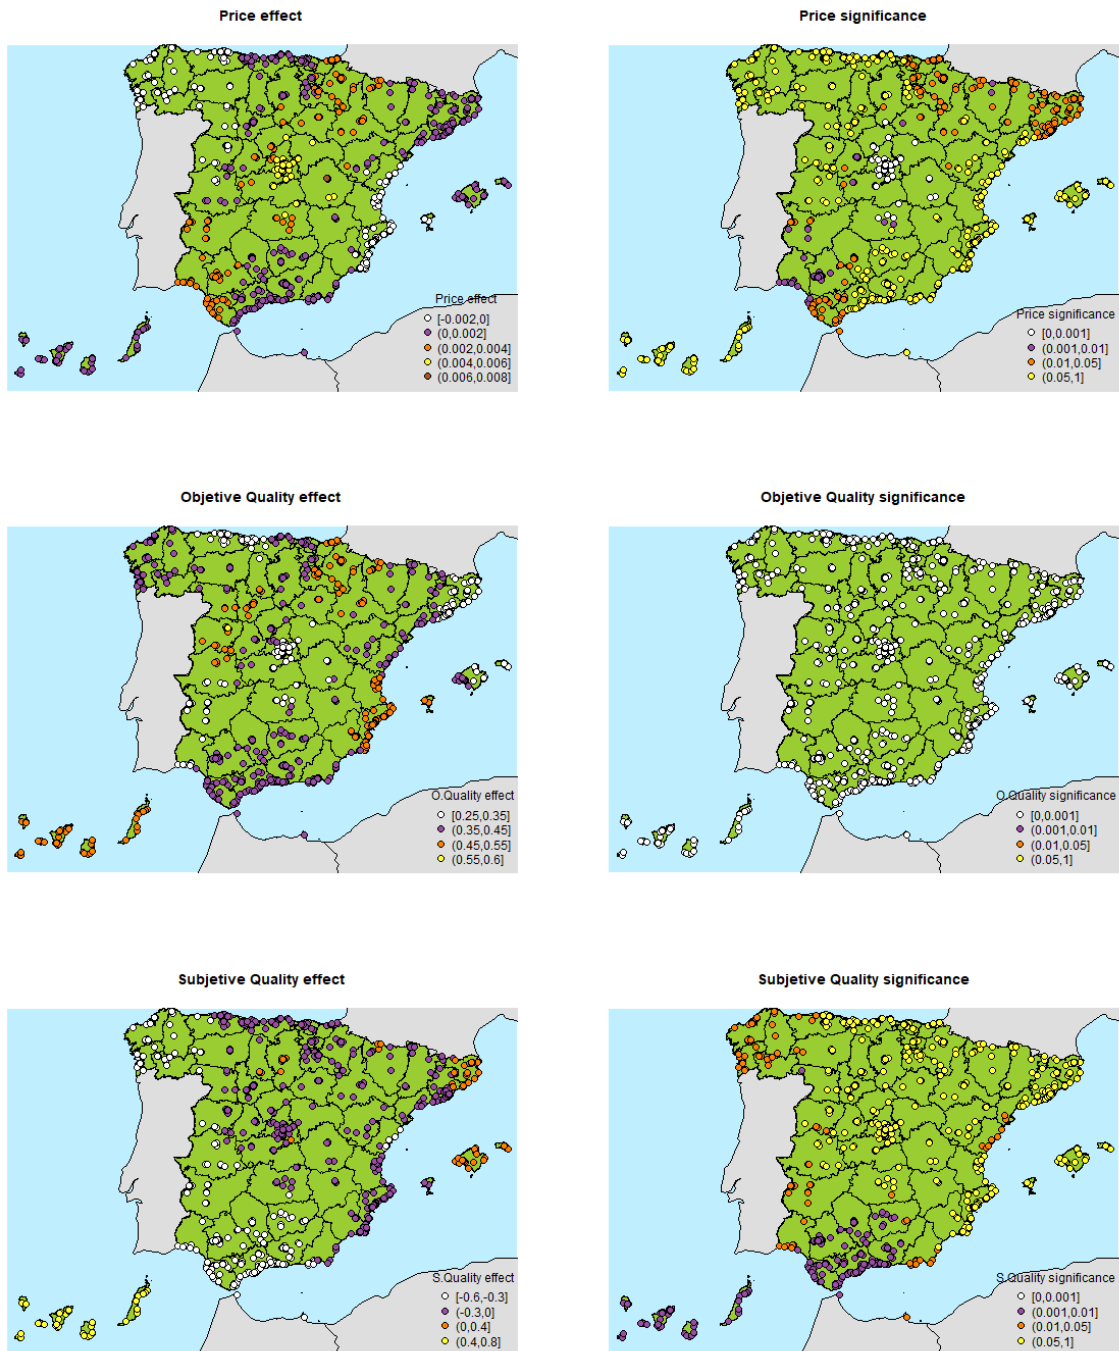 Price effect
Price significance
Price effect
[-0.002,0]
(0,0.002]
(0.002,0.004]
(0.004,0.006]
(0.006,0.008]
Price significance
[0,0.001]
(0.001,0.01]
(0.01,0.05]
(0.05,1]
Objetive Quality effect
Objetive Quality significance
O.Quality effect
[0.25,0.35]
(0.35,0.45]
(0.45,0.55]
(0.55,0.6]
O.Quality significance
[0,0.001]
(0.001,0.01]
(0.01,0.05]
(0.05,1]
Subjetive Quality effect
Subjetive Quality significance
S.Quality effect
[-0.6,-0.3]
(-0.3,0]
(0,0.4]
(0.4,0.8]
S.Quality significance
[0,0.001]
(0.001,0.01]
(0.01,0.05]
(0.05,1]